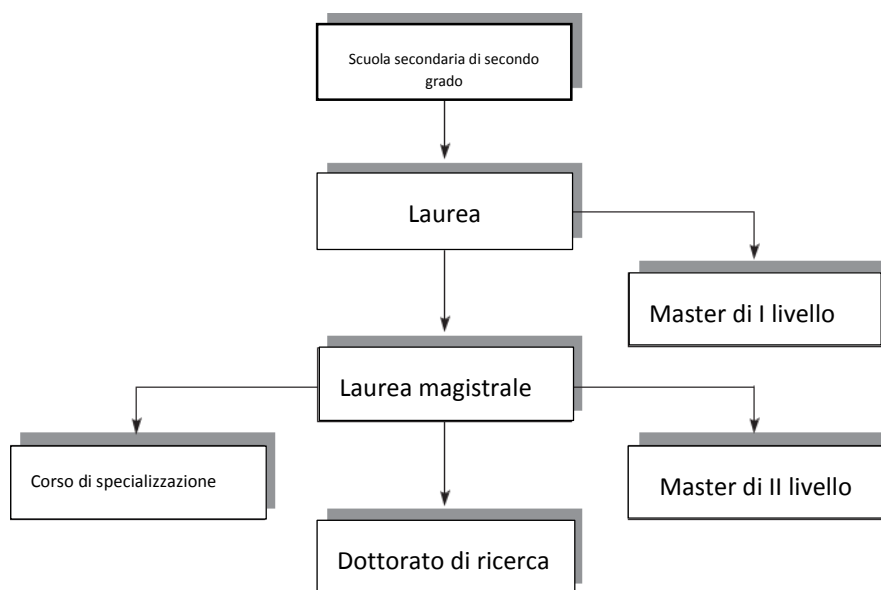 Scuola secondaria di secondo
grado
Laurea
Master di I livello
Laurea magistrale
Corso di specializzazione
Master di II livello
Dottorato di ricerca